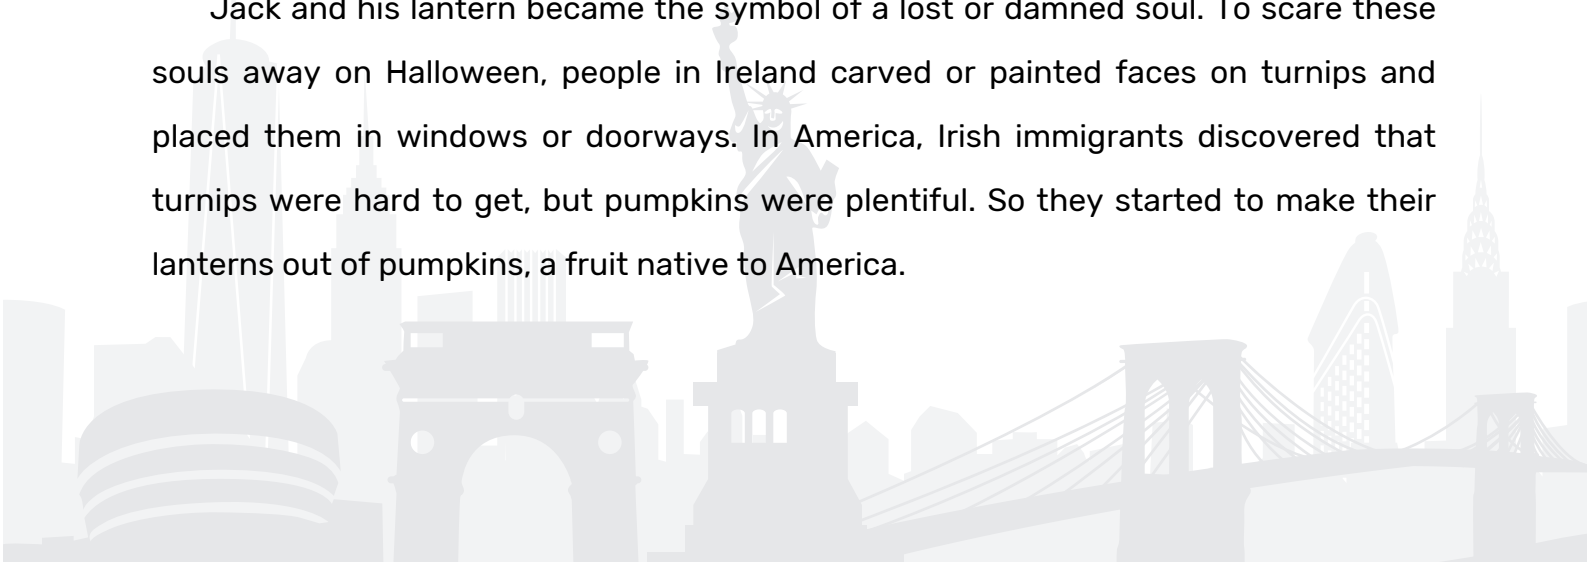 Jack and his lantern became the symbol of a lost or damned soul. To scare these
souls away on Halloween, people in Ireland carved or painted faces on turnips and
placed them in windows or doorways. In America, Irish immigrants discovered that
turnips were hard to get, but pumpkins were plentiful. So they started to make their
lanterns out of pumpkins, a fruit native to America.